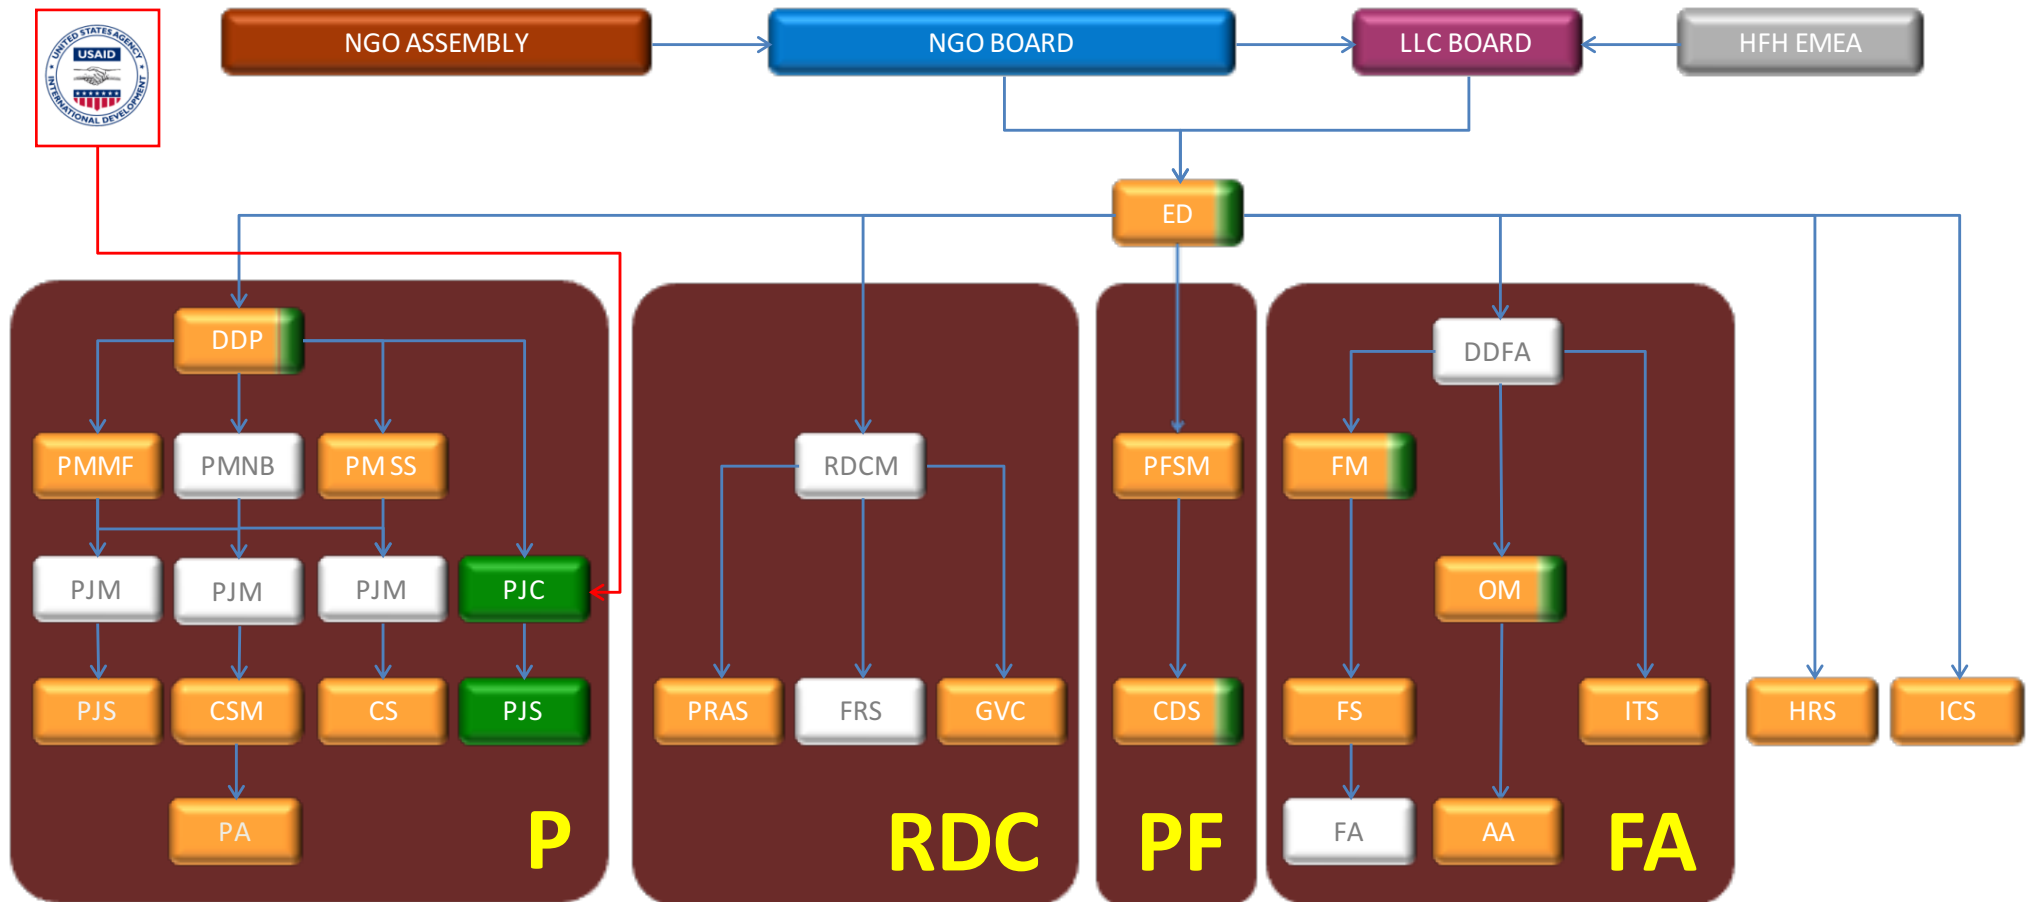 UNITED STATES AGENCY
USAID
INTERNATIONAL DEVELOPMENT
NGO ASSEMBLY
NGO BOARD
LLC BOARD
HFH EMEA
ED
DDP
DDFA
PMMF
PMNB
PM SS
RDCM
PFSM
FM
PJM
PJM
PJM
PJC
OM
PJS
CSM
CS
PJS
PRAS
FRS
GVC
CDS
FS
ITS
HRS
ICS
PA
FA
AA
P
RDC
PF
FA